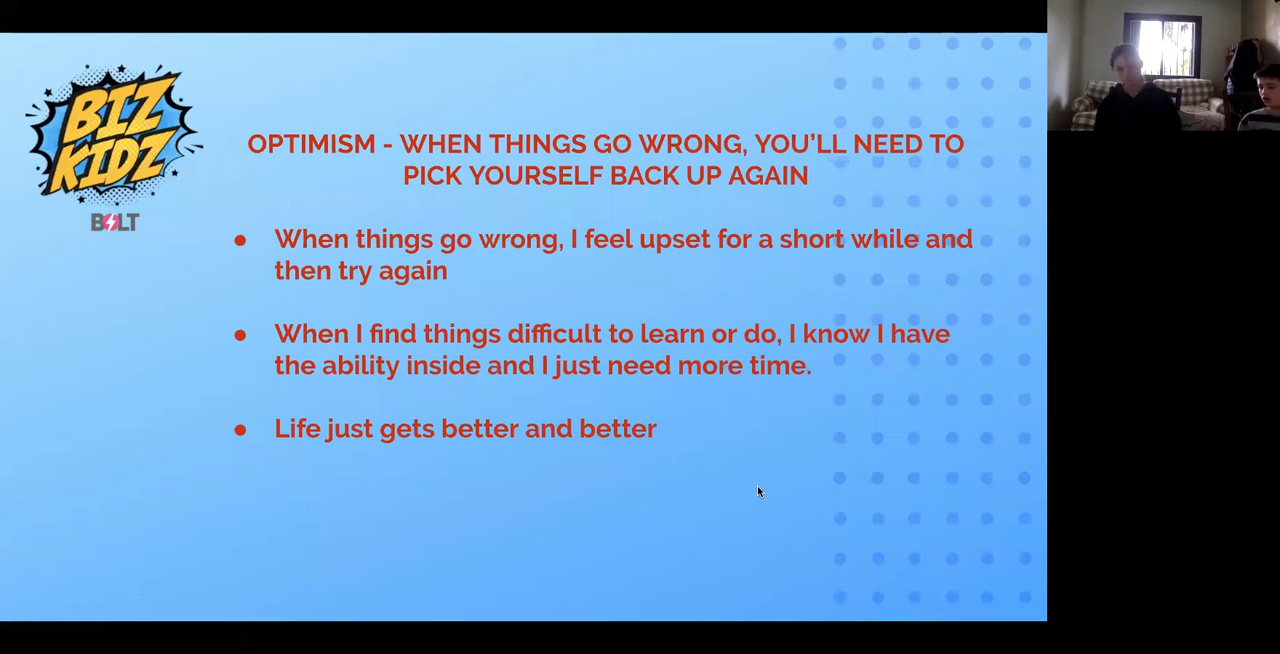 BIZ
KIDZ
BOLT
OPTIMISM - WHEN THINGS GO WRONG, YOU’LL NEED TO
PICK YOURSELF BACK UP AGAIN
● When things go wrong, I feel upset for a short while and
then try again
● When I find things difficult to learn or do, I know I have
the ability inside and I just need more time.
● Life just gets better and better